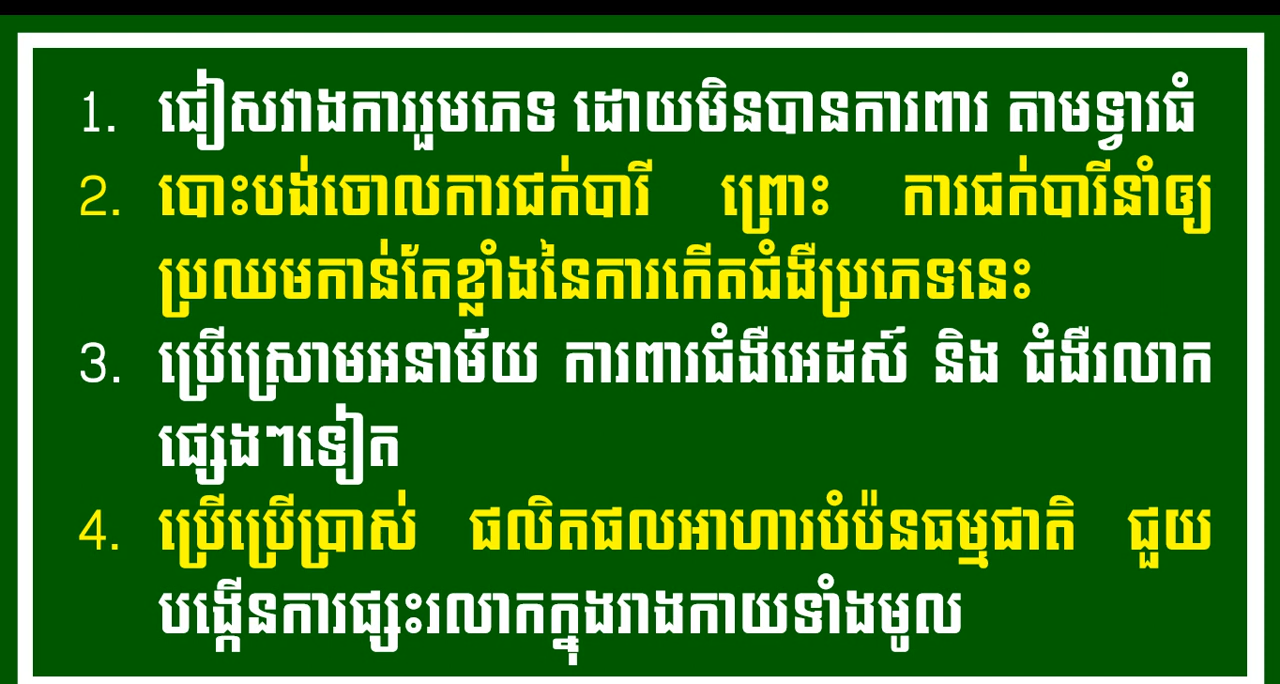 1. ជៀសវាងការរួមភេទ ដោយមិនបានការពារ តាមទ្វារធំ
2. បោះបង់ចោលការជក់បារី ព្រោះ ការជក់បារីនាំឲ្យ
ប្រឈមកាន់តែខ្លាំងនៃការកើតជំងឺប្រភេទនេះ
3. ប្រើស្រោមអនាម័យ ការពារជំងឺអេដស៍ និង ជំងឺរលាក
ផ្សេងៗទៀត
4. ប្រើប្រើប្រាស់ ផលិតផលអាហារបំប៉នធម្មជាតិ ជួយ
បង្កើនការផ្សះរលាកក្នុងរាងកាយទាំងមូល